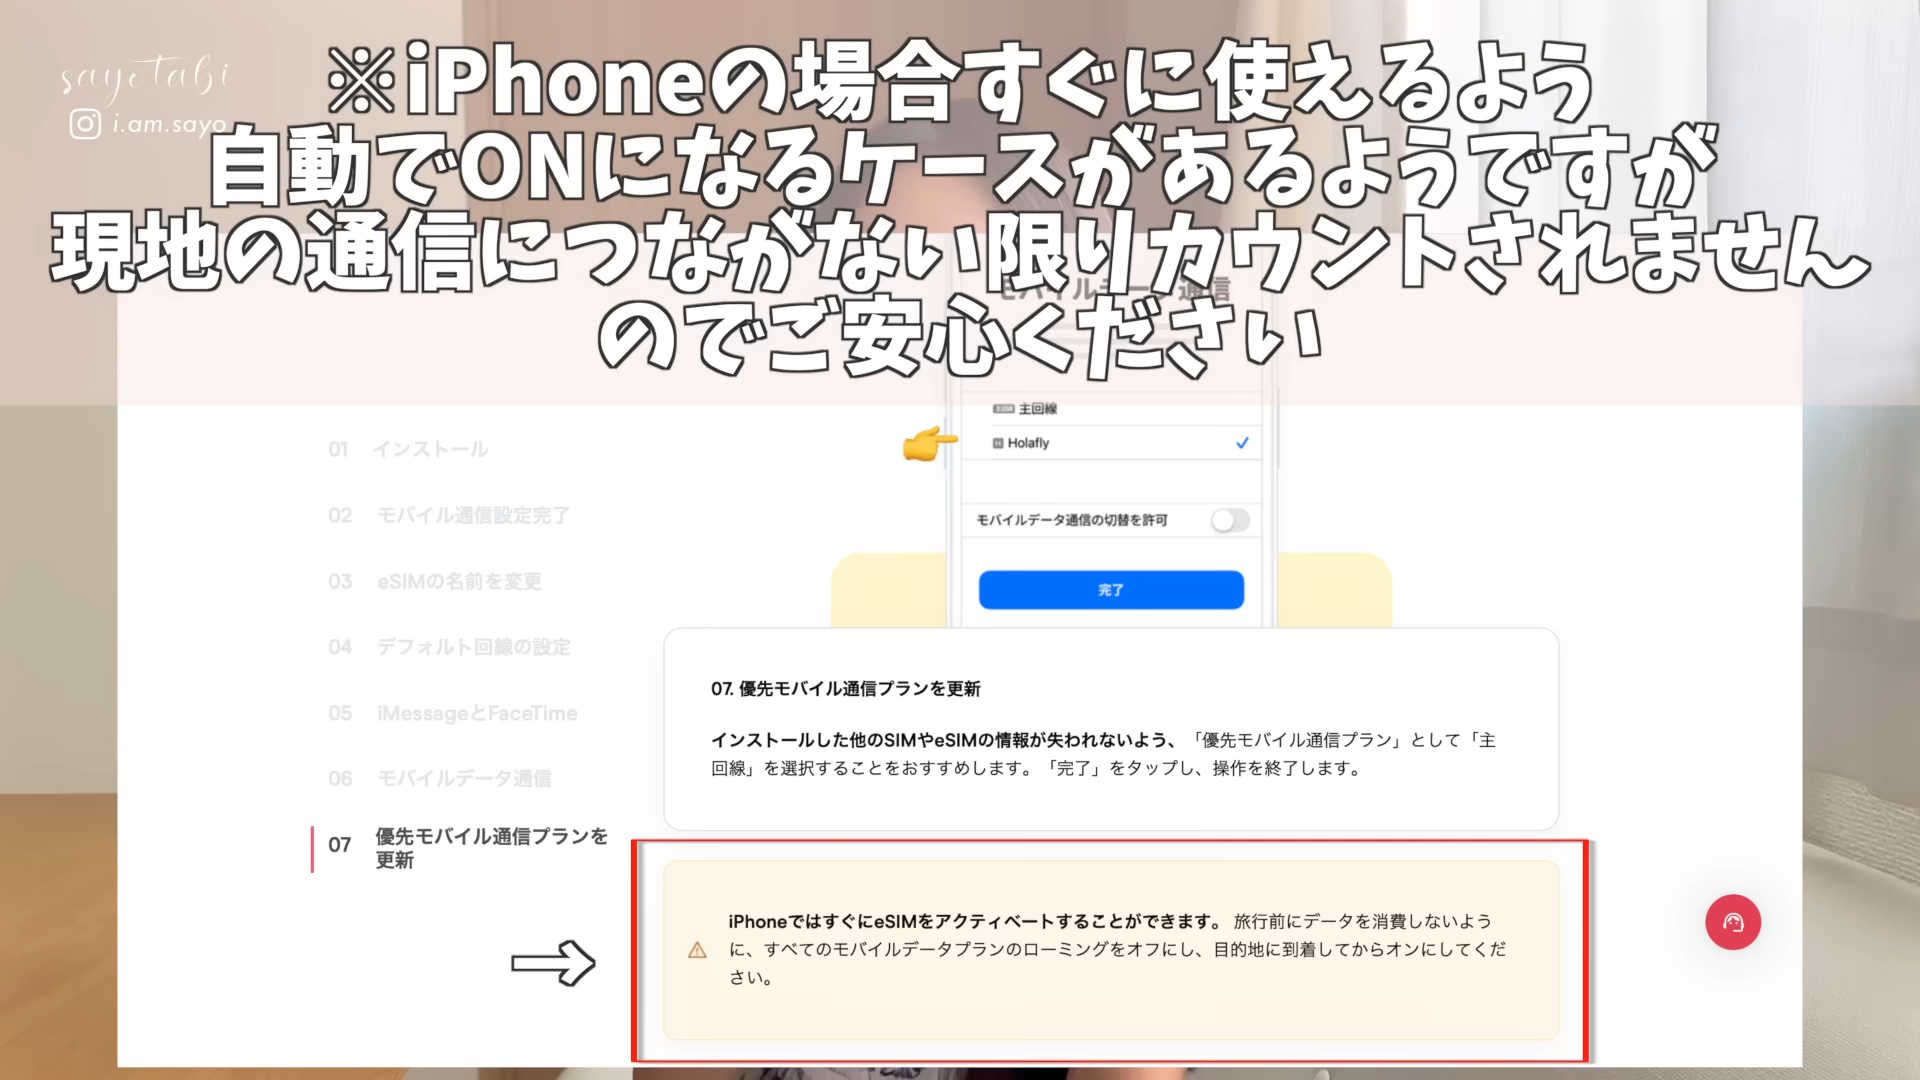 sayotabi
i.am.sayo
※iPhoneの場合すぐに使えるよう
自動でONになるケースがあるようですが
現地の通信につながない限りカウントされません
のでご安心ください
モバイルデータ通信
主回線
Holafly
モバイルデータ通信の切替を許可
完了
01 インストール
02 モバイル通信設定完了
03 eSIMの名前を変更
04 デフォルト回線の設定
05 iMessageとFaceTime
06 モバイルデータ通信
07 優先モバイル通信プランを
更新
07. 優先モバイル通信プランを更新
インストールした他のSIMやeSIMの情報が失われないよう、「優先モバイル通信プラン」として「主
回線」を選択することをおすすめします。「完了」をタップし、操作を終了します。
iPhoneではすぐにeSIMをアクティベートすることができます。 旅行前にデータを消費しないよう
に、すべてのモバイルデータプランのローミングをオフにし、目的地に到着してからオンにしてくだ
さい。